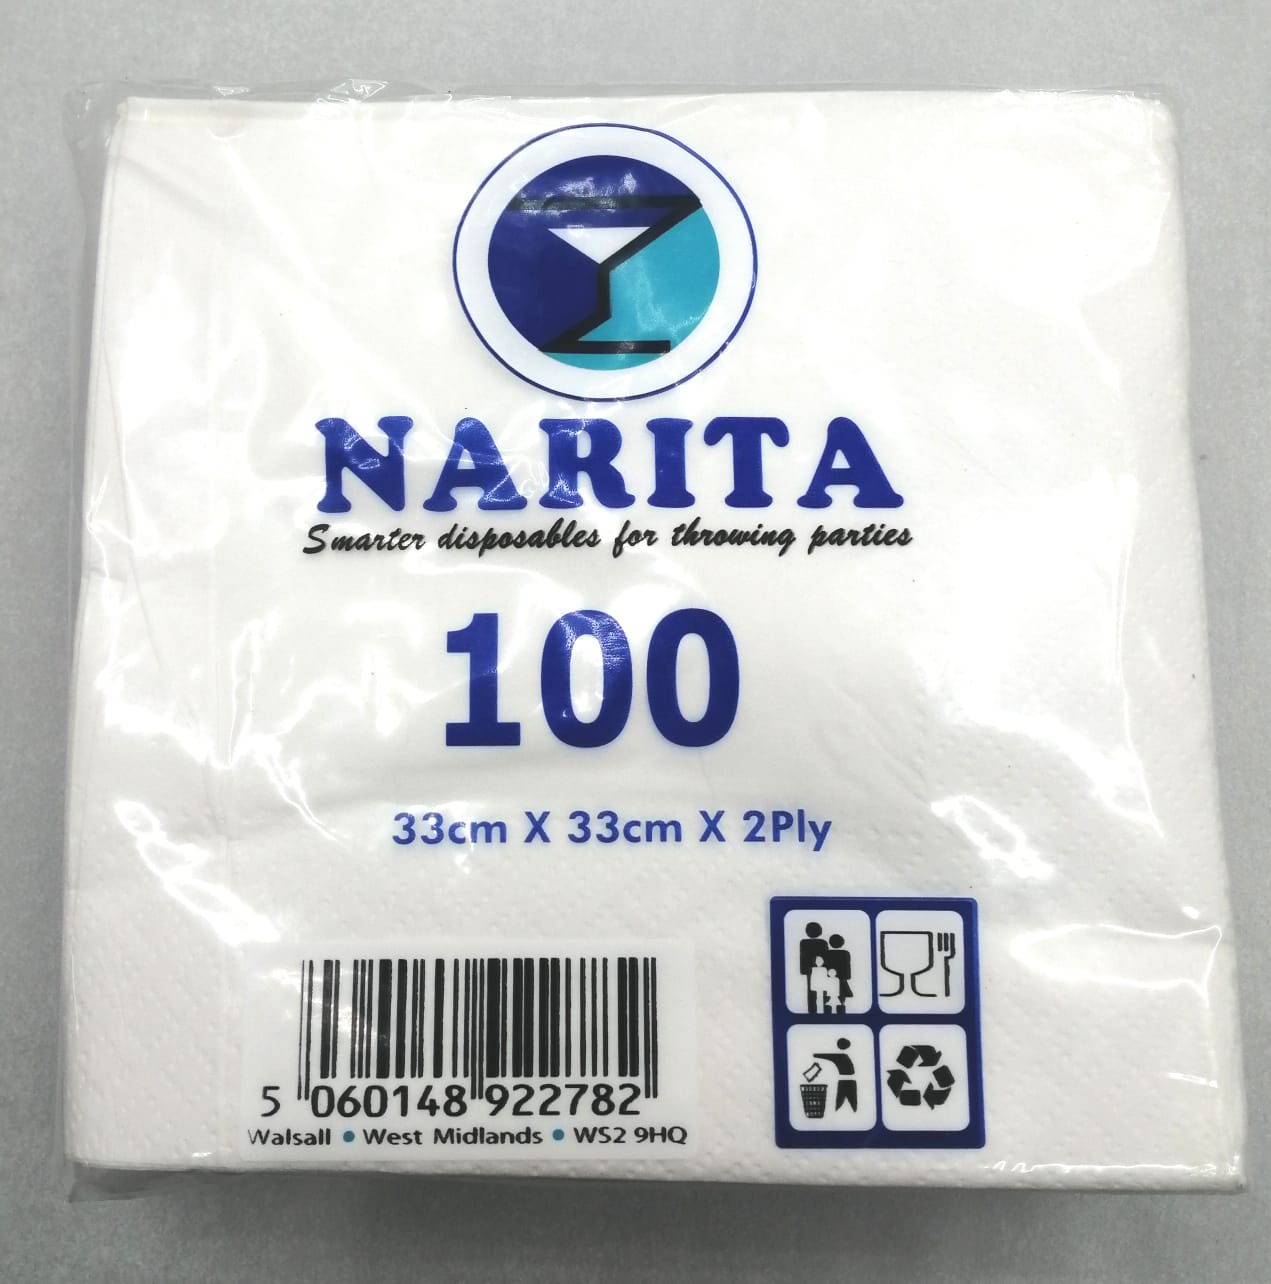 NARITA
Smarter disposables for throwing parties
100
33cm X 33cm X 2Ply
5 060148 922782
Walsall • West Midlands • WS2 9HQ